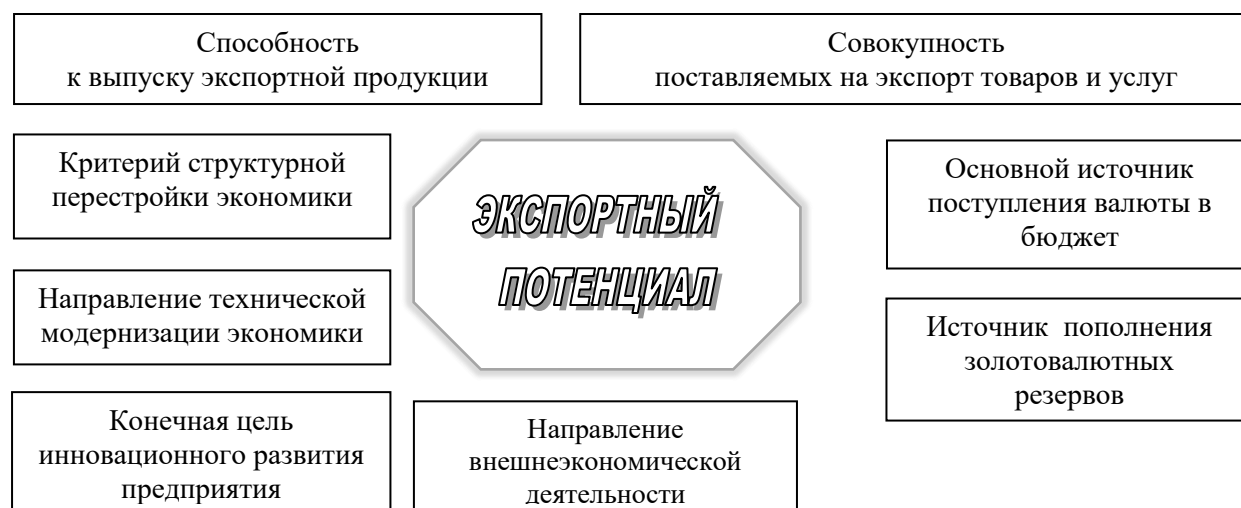 Способность
к выпуску экспортной продукции
Совокупность
поставляемых на экспорт товаров и услуг
Критерий структурной
перестройки экономики
ЭКСПОРТНЫЙ
ПОТЕНЦИАЛ
Основной источник
поступления валюты в
бюджет
Направление технической
модернизации экономики
Источник пополнения
золотовалютных
резервов
Конечная цель
инновационного развития
предприятия
Направление
внешнеэкономической
деятельности